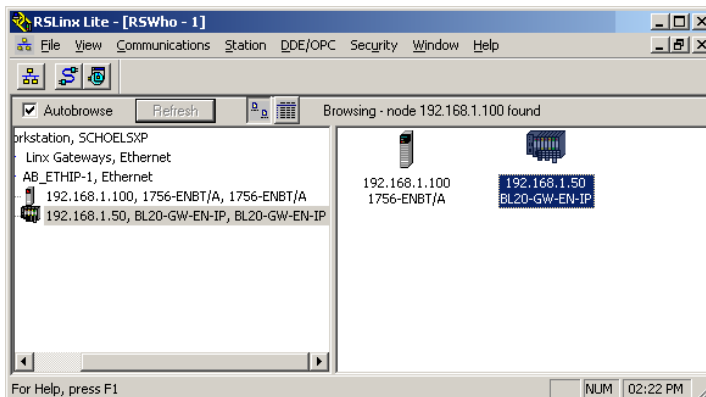 RSLinx Lite - [RSWho - 1]
File View Communications Station DDE/OPC Security Window Help
Autobrowse Refresh Browsing - node 192.168.1.100 found
orkstation, SCHOELSXP
Linx Gateways, Ethernet
AB_ETHIP-1, Ethernet
192.168.1.100, 1756-ENBT/A, 1756-ENBT/A
192.168.1.50, BL20-GW-EN-IP, BL20-GW-EN-IP
192.168.1.100
1756-ENBT/A
192.168.1.50
BL20-GW-EN-IP
For Help, press F1 NUM 02:22 PM